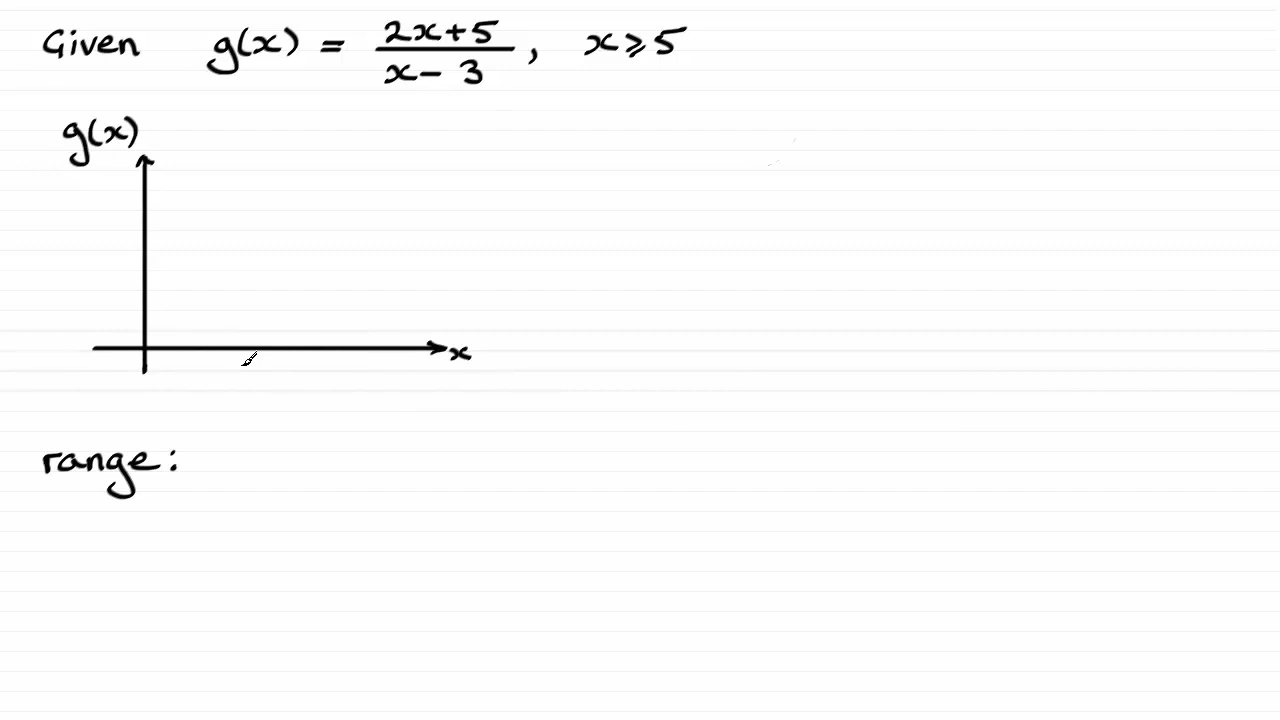 Given g(x) = (2x+5)/(x-3), x ⩾ 5
g(x)
x
range: